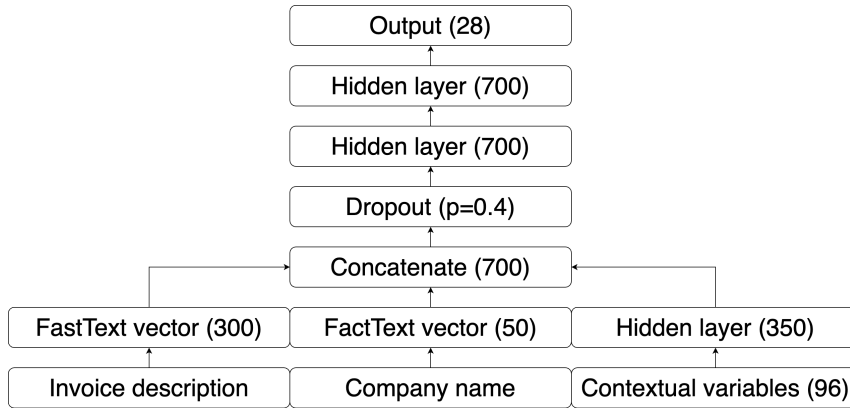 Output (28)
Hidden layer (700)
Hidden layer (700)
Dropout (p=0.4)
Concatenate (700)
FastText vector (300)
FactText vector (50)
Hidden layer (350)
Invoice description
Company name
Contextual variables (96)